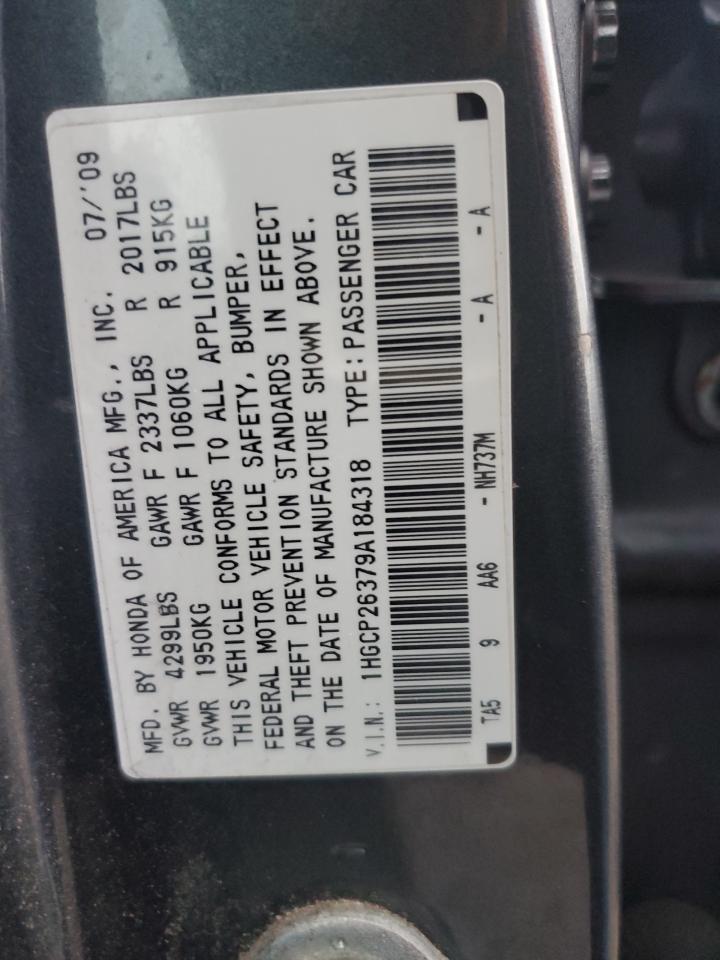 MFD. BY HONDA OF AMERICA MFG., INC. 07/'09
GVWR 4299LBS GAWR F 2337LBS R 2017LBS
GVWR 1950KG GAWR F 1060KG R 915KG
THIS VEHICLE CONFORMS TO ALL APPLICABLE
FEDERAL MOTOR VEHICLE SAFETY, BUMPER,
AND THEFT PREVENTION STANDARDS IN EFFECT
ON THE DATE OF MANUFACTURE SHOWN ABOVE.
V.I.N.: 1HGCP26379A184318 TYPE: PASSENGER CAR
TA5 9 AA6 - NH737M - A - A